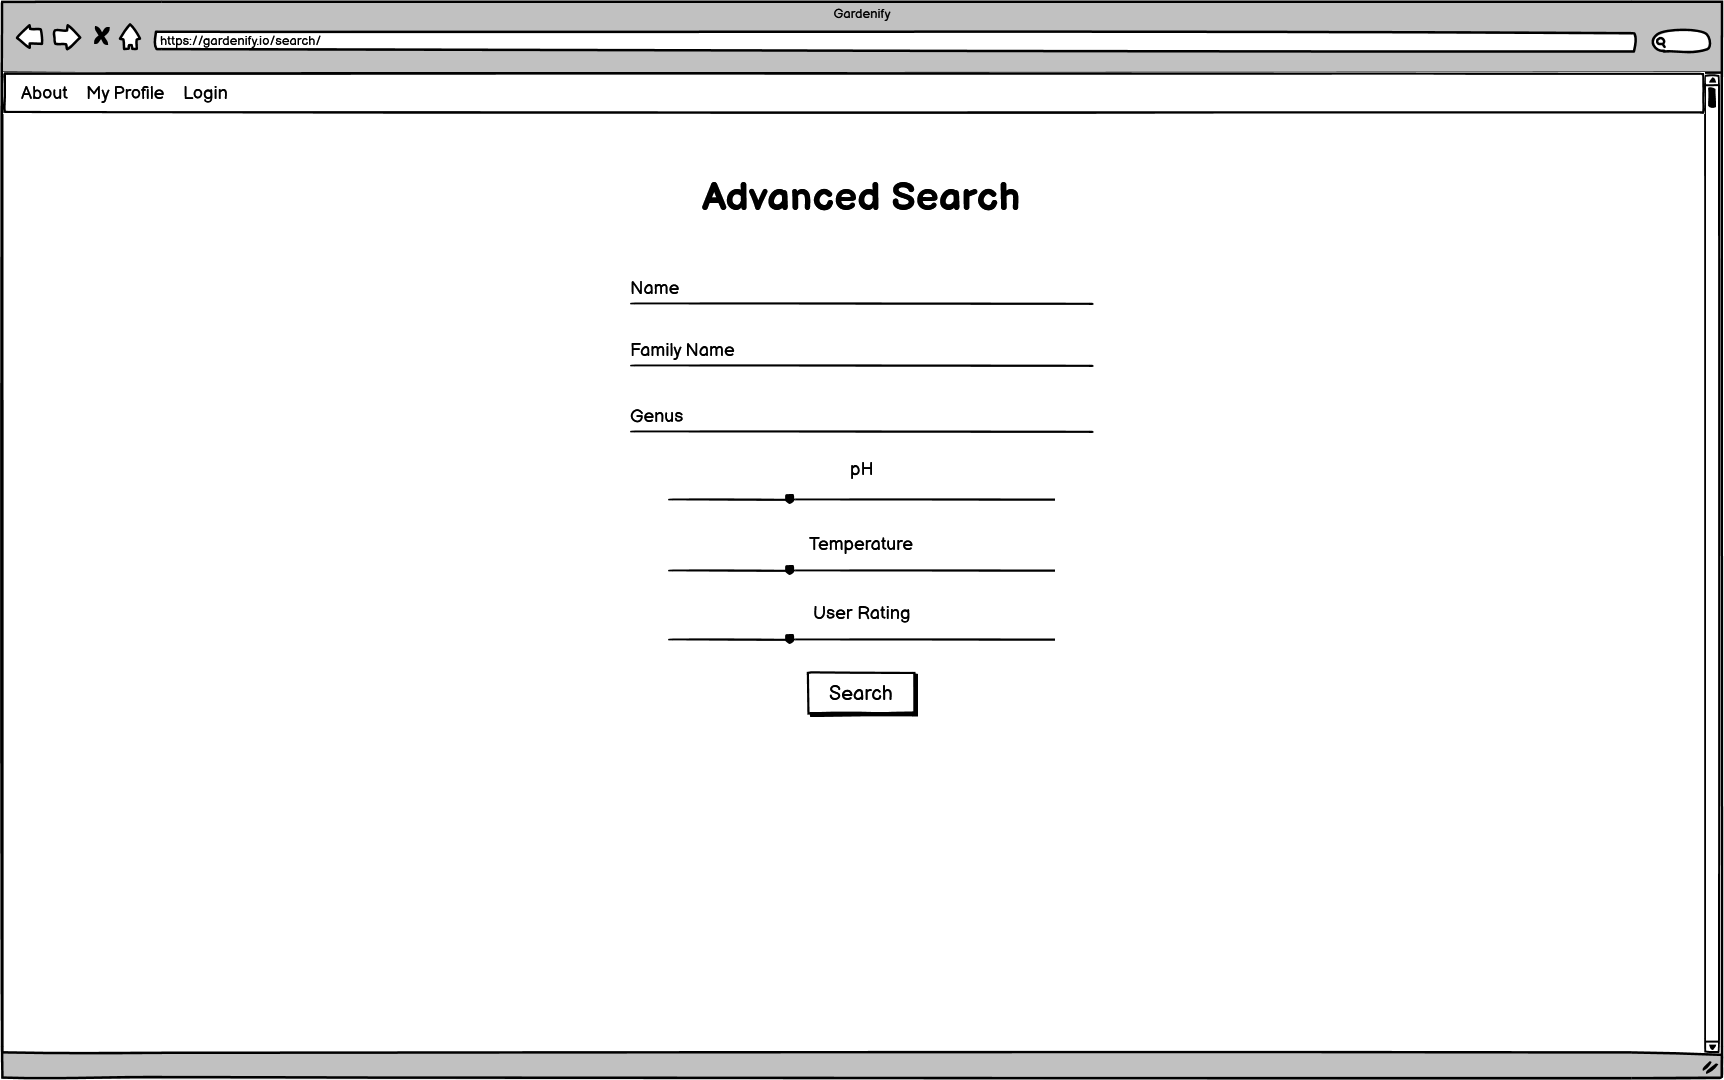 Gardenify
https://gardenify.io/search/
About My Profile Login
Advanced Search
Name
Family Name
Genus
pH
Temperature
User Rating
Search